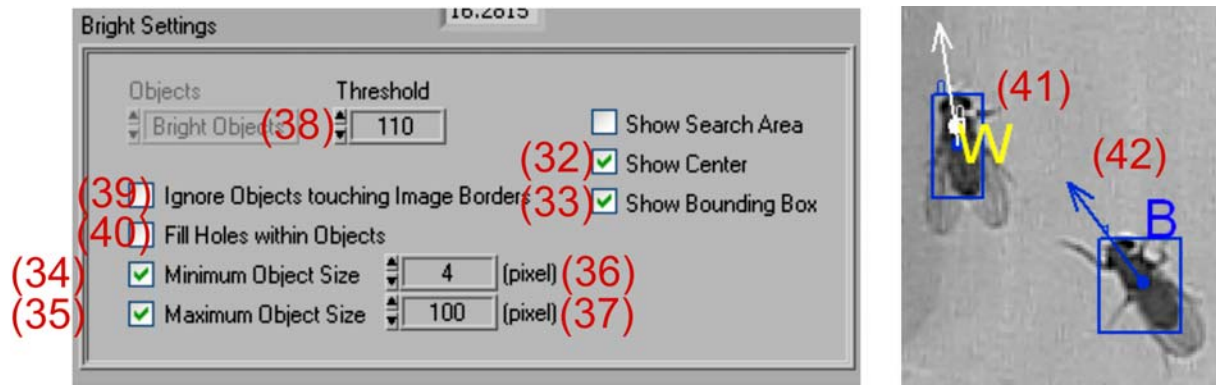 16.2815
Bright Settings
Objects
Threshold
Bright Objects
(38)
110
Show Search Area
(32)
Show Center
(39)
Ignore Objects touching Image Borders
(33)
Show Bounding Box
(40)
Fill Holes within Objects
(34)
Minimum Object Size
4
(pixel)
(36)
(35)
Maximum Object Size
100
(pixel)
(37)
(41)
W
(42)
B